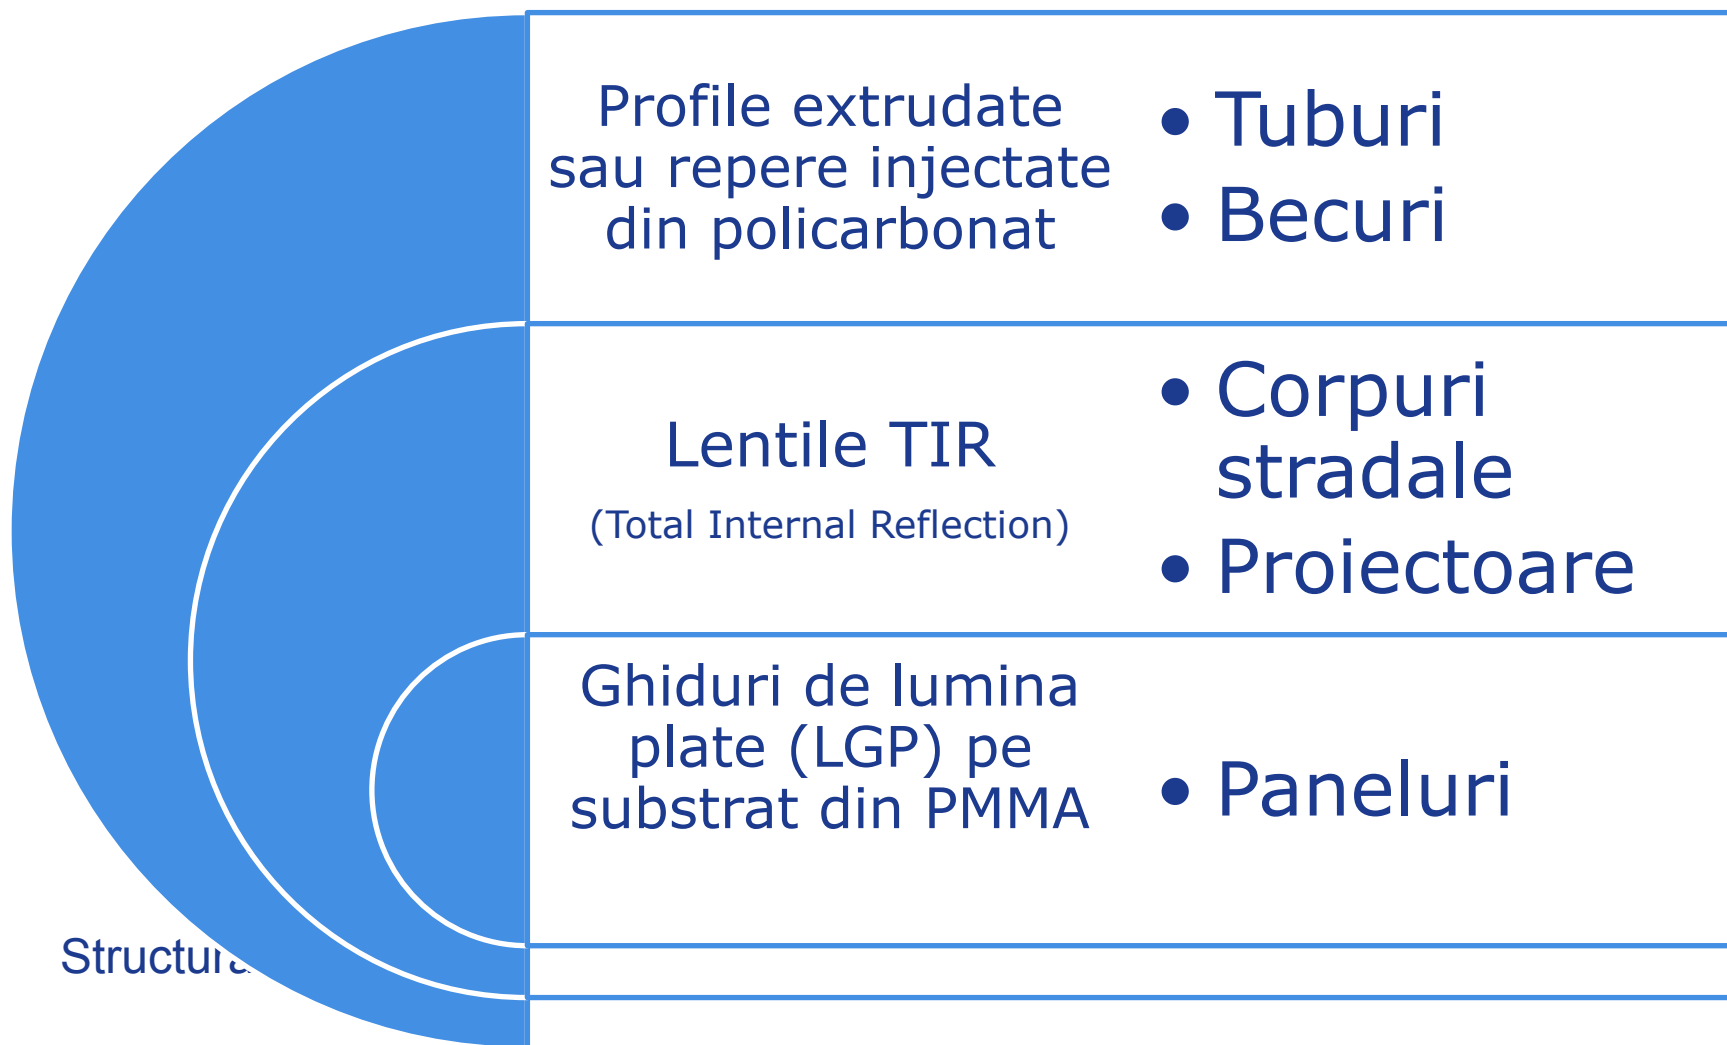 Profile extrudate
sau repere injectate
din policarbonat
• Tuburi
• Becuri
Lentile TIR
(Total Internal Reflection)
• Corpuri
stradale
• Proiectoare
Ghiduri de lumina
plate (LGP) pe
substrat din PMMA
• Paneluri